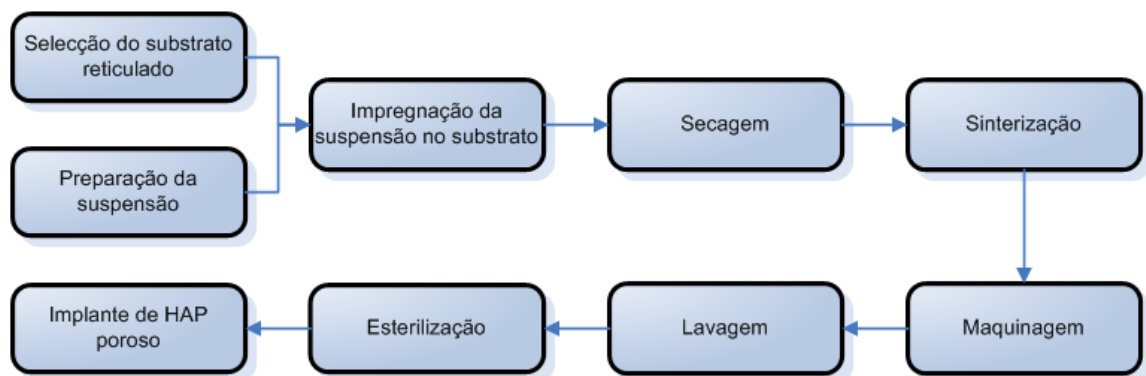 Selecção do substrato
reticulado
Preparação da
suspensão
Impregnação da
suspensão no substrato
Secagem
Sinterização
Maquinagem
Lavagem
Esterilização
Implante de HAP
poroso